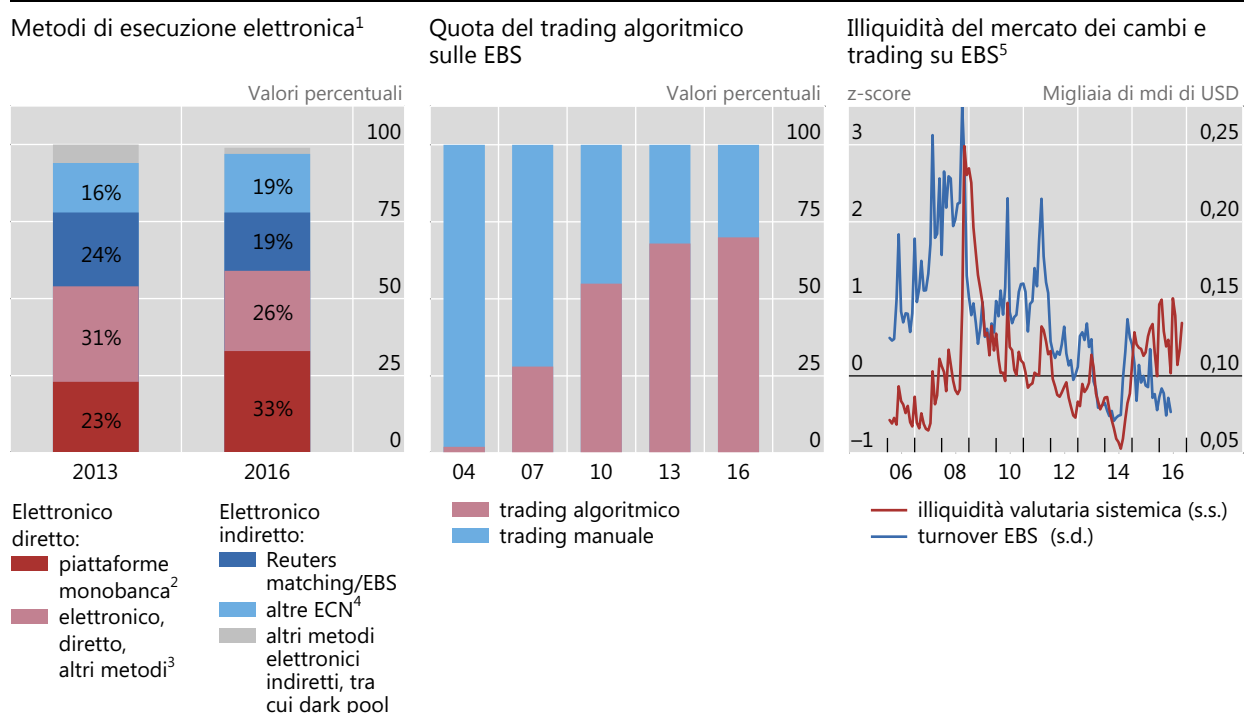 Metodi di esecuzione elettronica1
Valori percentuali
100
75
50
25
0
16%
24%
31%
23%
19%
19%
26%
33%
2013
2016
Elettronico
diretto:
piattaforme
monobanca2
elettronico,
diretto,
altri metodi3
Elettronico
indiretto:
Reuters
matching/EBS
altre ECN4
altri metodi
elettronici
indiretti, tra
cui dark pool
Quota del trading algoritmico
sulle EBS
Valori percentuali
100
75
50
25
0
04 07 10 13 16
trading algoritmico
trading manuale
Illiquidità del mercato dei cambi e
trading su EBS5
z-score
Migliaia di mdi di USD
3
2
1
0
–1
0,25
0,20
0,15
0,10
0,05
06 08 10 12 14 16
illiquidità valutaria sistemica (s.s.)
turnover EBS (s.d.)